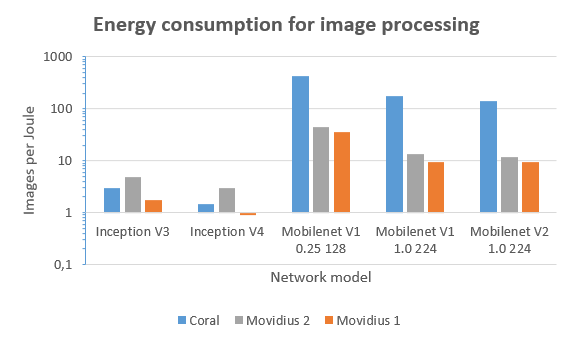 Energy consumption for image processing
1000
100
10
1
0,1
Images per Joule
Inception V3
Inception V4
Mobilenet V1
0.25 128
Mobilenet V1
1.0 224
Mobilenet V2
1.0 224
Network model
Coral
Movidius 2
Movidius 1